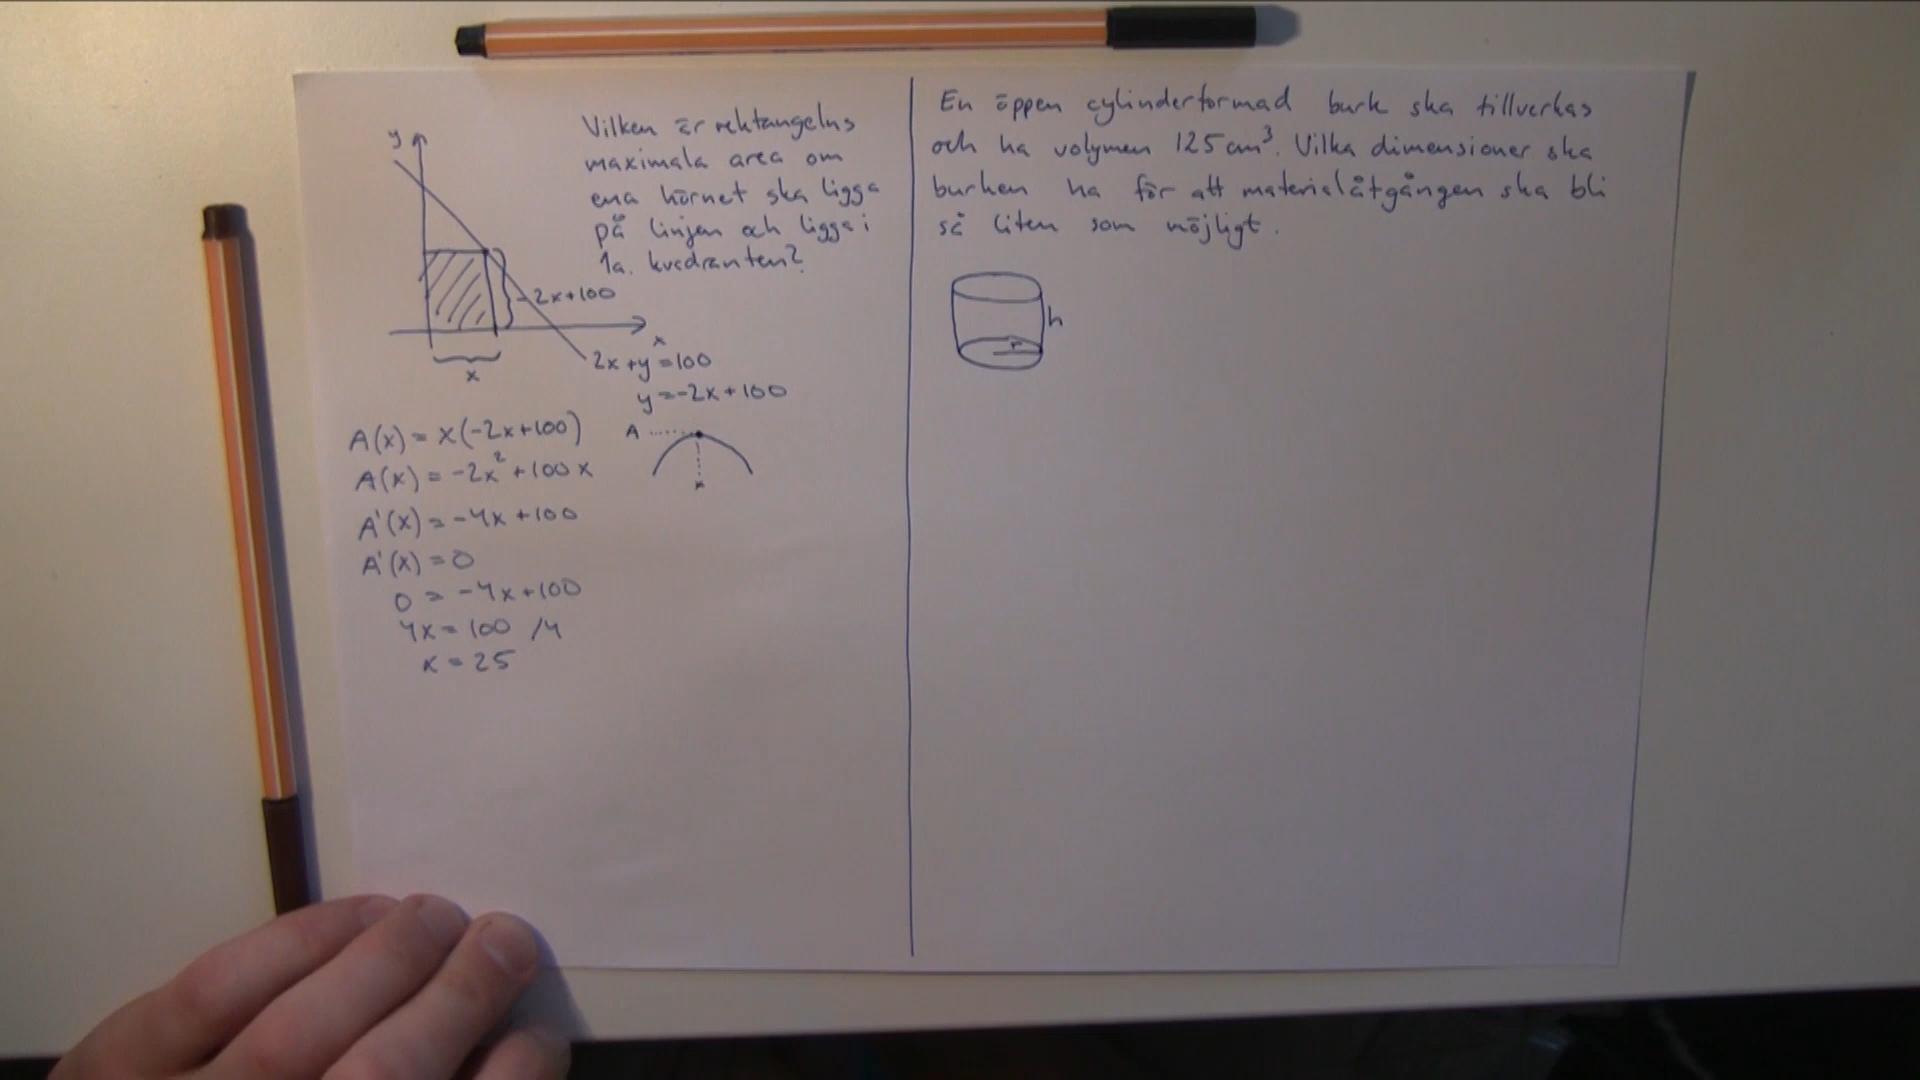 Vilken är rektangelns
maximala area om
ena hörnet ska ligga
på linjen och ligga i
1a. kvadranten?
y
-2x+100
x
x
2x+y=100
y=-2x+100
A(x) = x(-2x+100)
A(x) = -2x²+100x
A'(x) = -4x+100
A'(x) = 0
0 = -4x+100
4x = 100 /4
x = 25
A
x
En öppen cylinderformad burk ska tillverkas
och ha volymen 125 cm³. Vilka dimensioner ska
burken ha för att materialåtgången ska bli
så liten som möjligt.
h
r